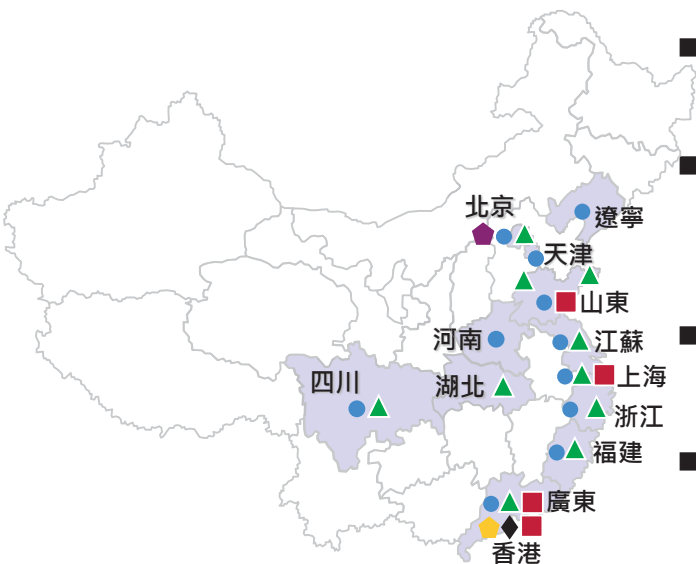 北京
遼寧
天津
山東
河南
江蘇
四川
湖北
上海
浙江
福建
廣東
香港